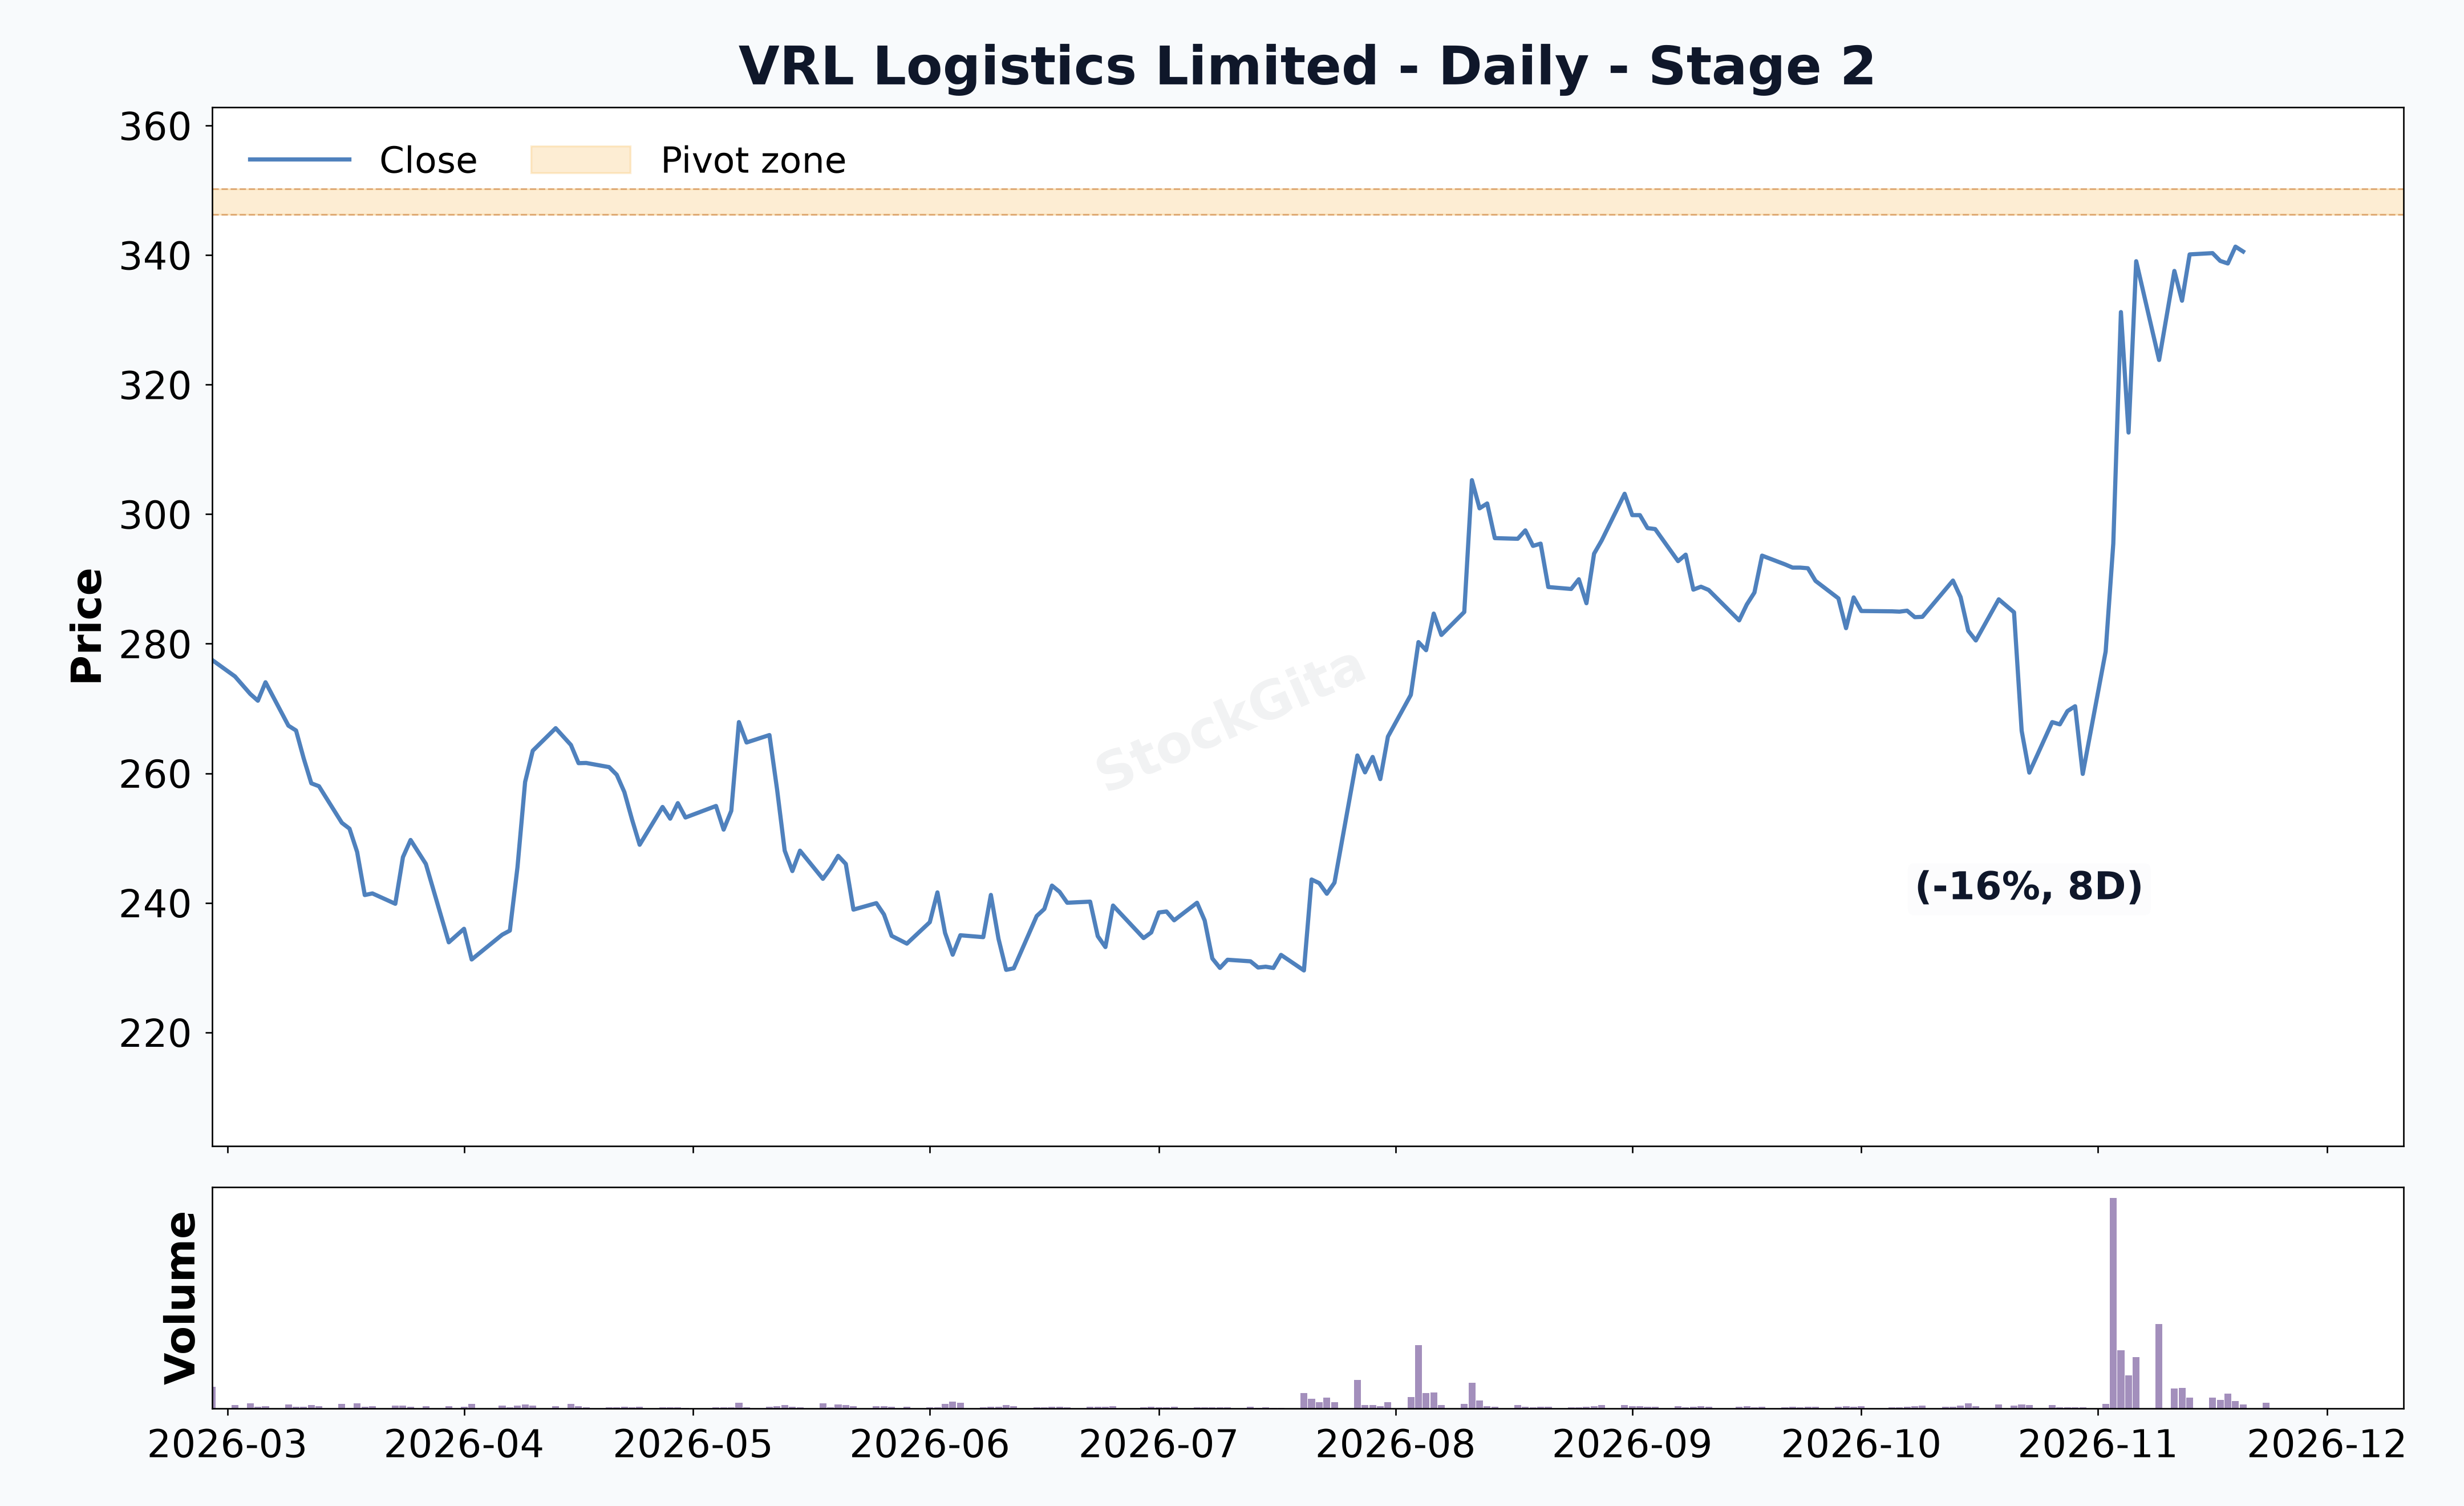 VRL Logistics Limited - Daily - Stage 2
Close
Pivot zone
360
340
320
300
280
260
240
220
Price
StockGita
(-16%, 8D)
Volume
2026-03
2026-04
2026-05
2026-06
2026-07
2026-08
2026-09
2026-10
2026-11
2026-12